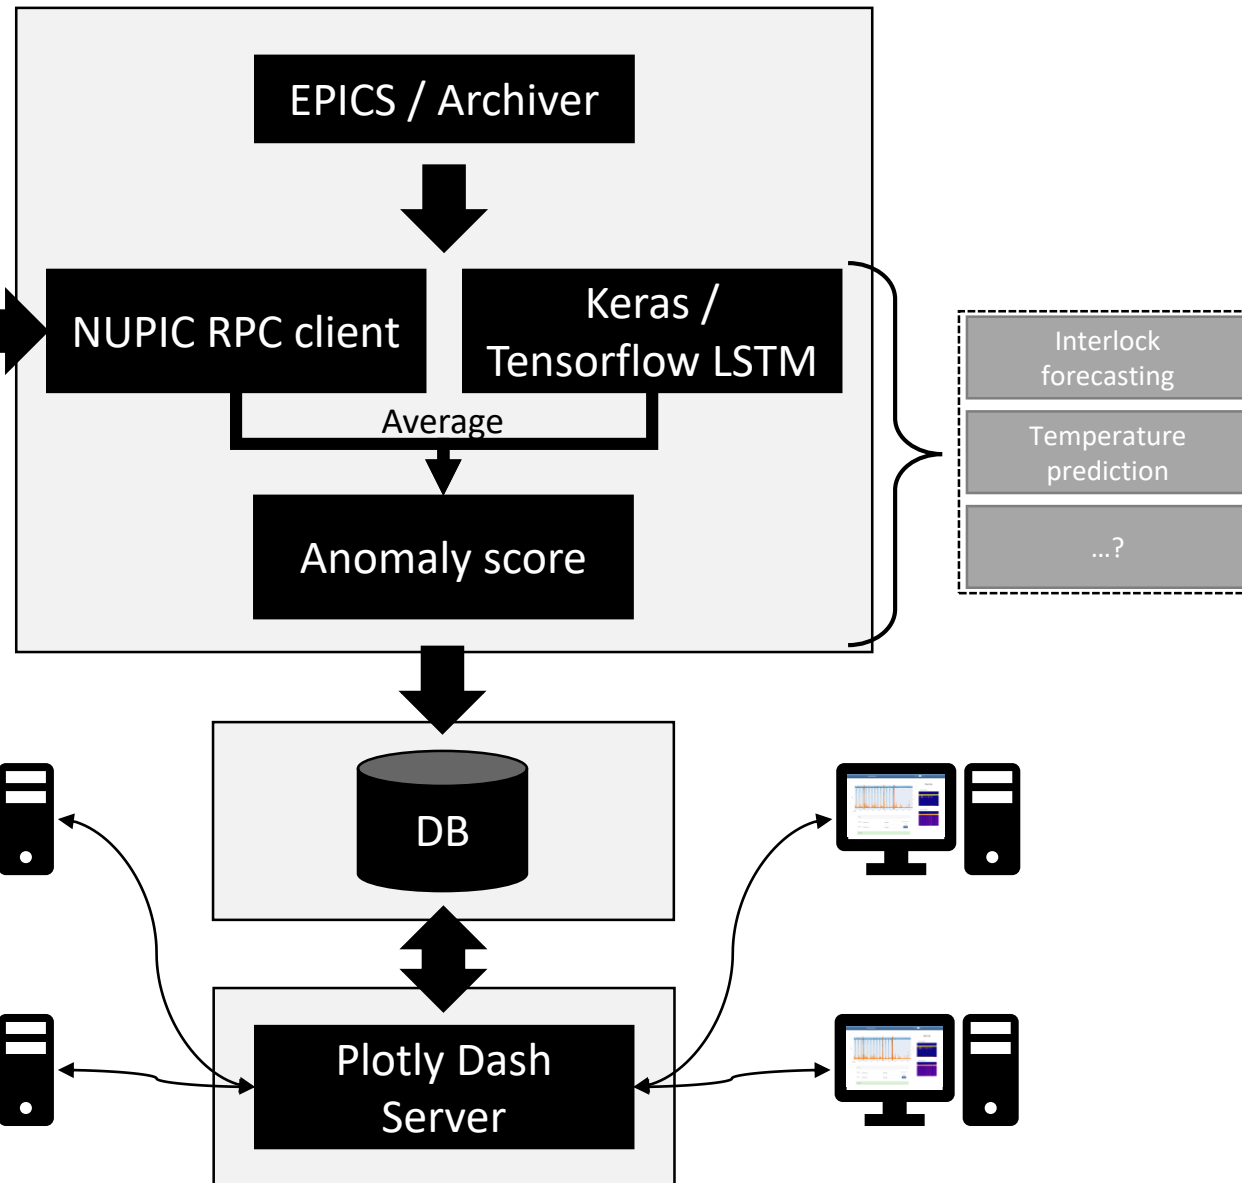 EPICS / Archiver
NUPIC RPC client
Keras /
Tensorflow LSTM
Average
Anomaly score
Interlock
forecasting
Temperature
prediction
...?
DB
Plotly Dash
Server